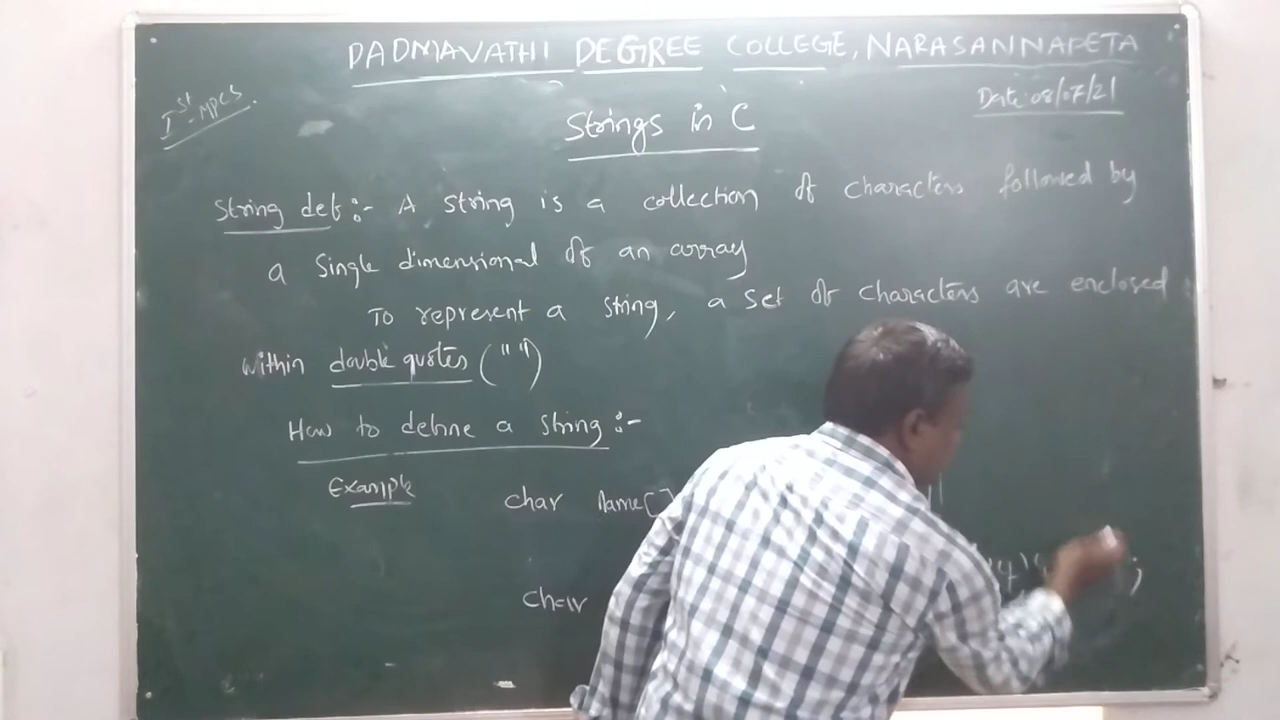 PADMAVATHI DEGREE COLLEGE, NARASANNAPETA
Ist MPCS.
Date: 08/07/21
Strings in C
String def :- A string is a collection of characters followed by
a Single dimensional of an array
To represent a string, a set of characters are enclosed
within double quotes (" ")
How to define a string :-
Example
char Name[]
char
;